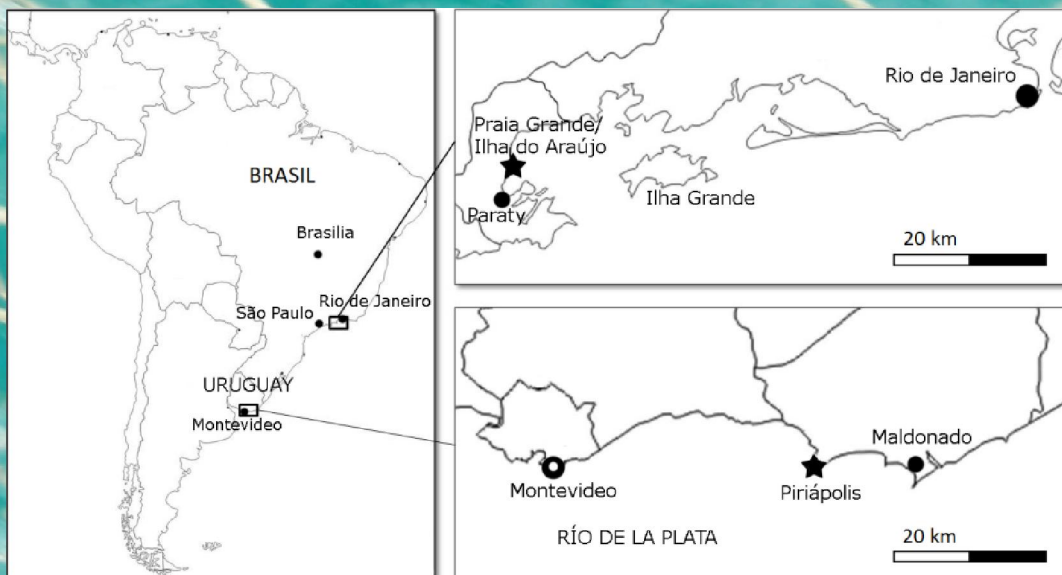 BRASIL
Brasilia
São Paulo
Rio de Janeiro
URUGUAY
Montevideo
Rio de Janeiro
Praia Grande/
Ilha do Araújo
Ilha Grande
Paraty
20 km
Montevideo
Piriápolis
Maldonado
RÍO DE LA PLATA
20 km